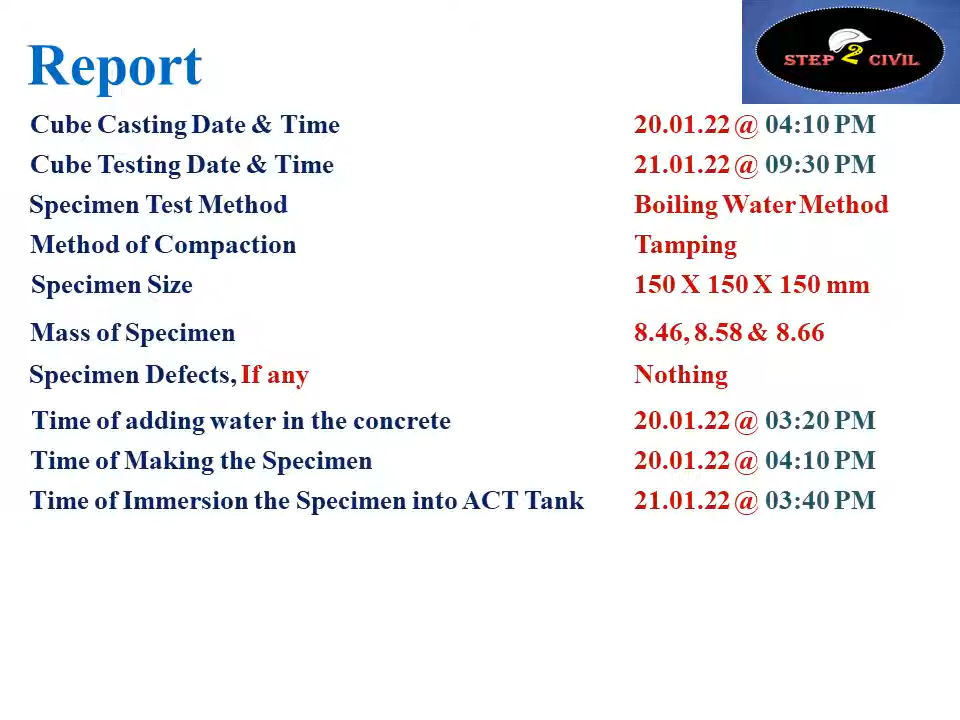 Report
STEP 2 CIVIL
Cube Casting Date & Time 20.01.22 @ 04:10 PM
Cube Testing Date & Time 21.01.22 @ 09:30 PM
Specimen Test Method Boiling Water Method
Method of Compaction Tamping
Specimen Size 150 X 150 X 150 mm
Mass of Specimen 8.46, 8.58 & 8.66
Specimen Defects, If any Nothing
Time of adding water in the concrete 20.01.22 @ 03:20 PM
Time of Making the Specimen 20.01.22 @ 04:10 PM
Time of Immersion the Specimen into ACT Tank 21.01.22 @ 03:40 PM